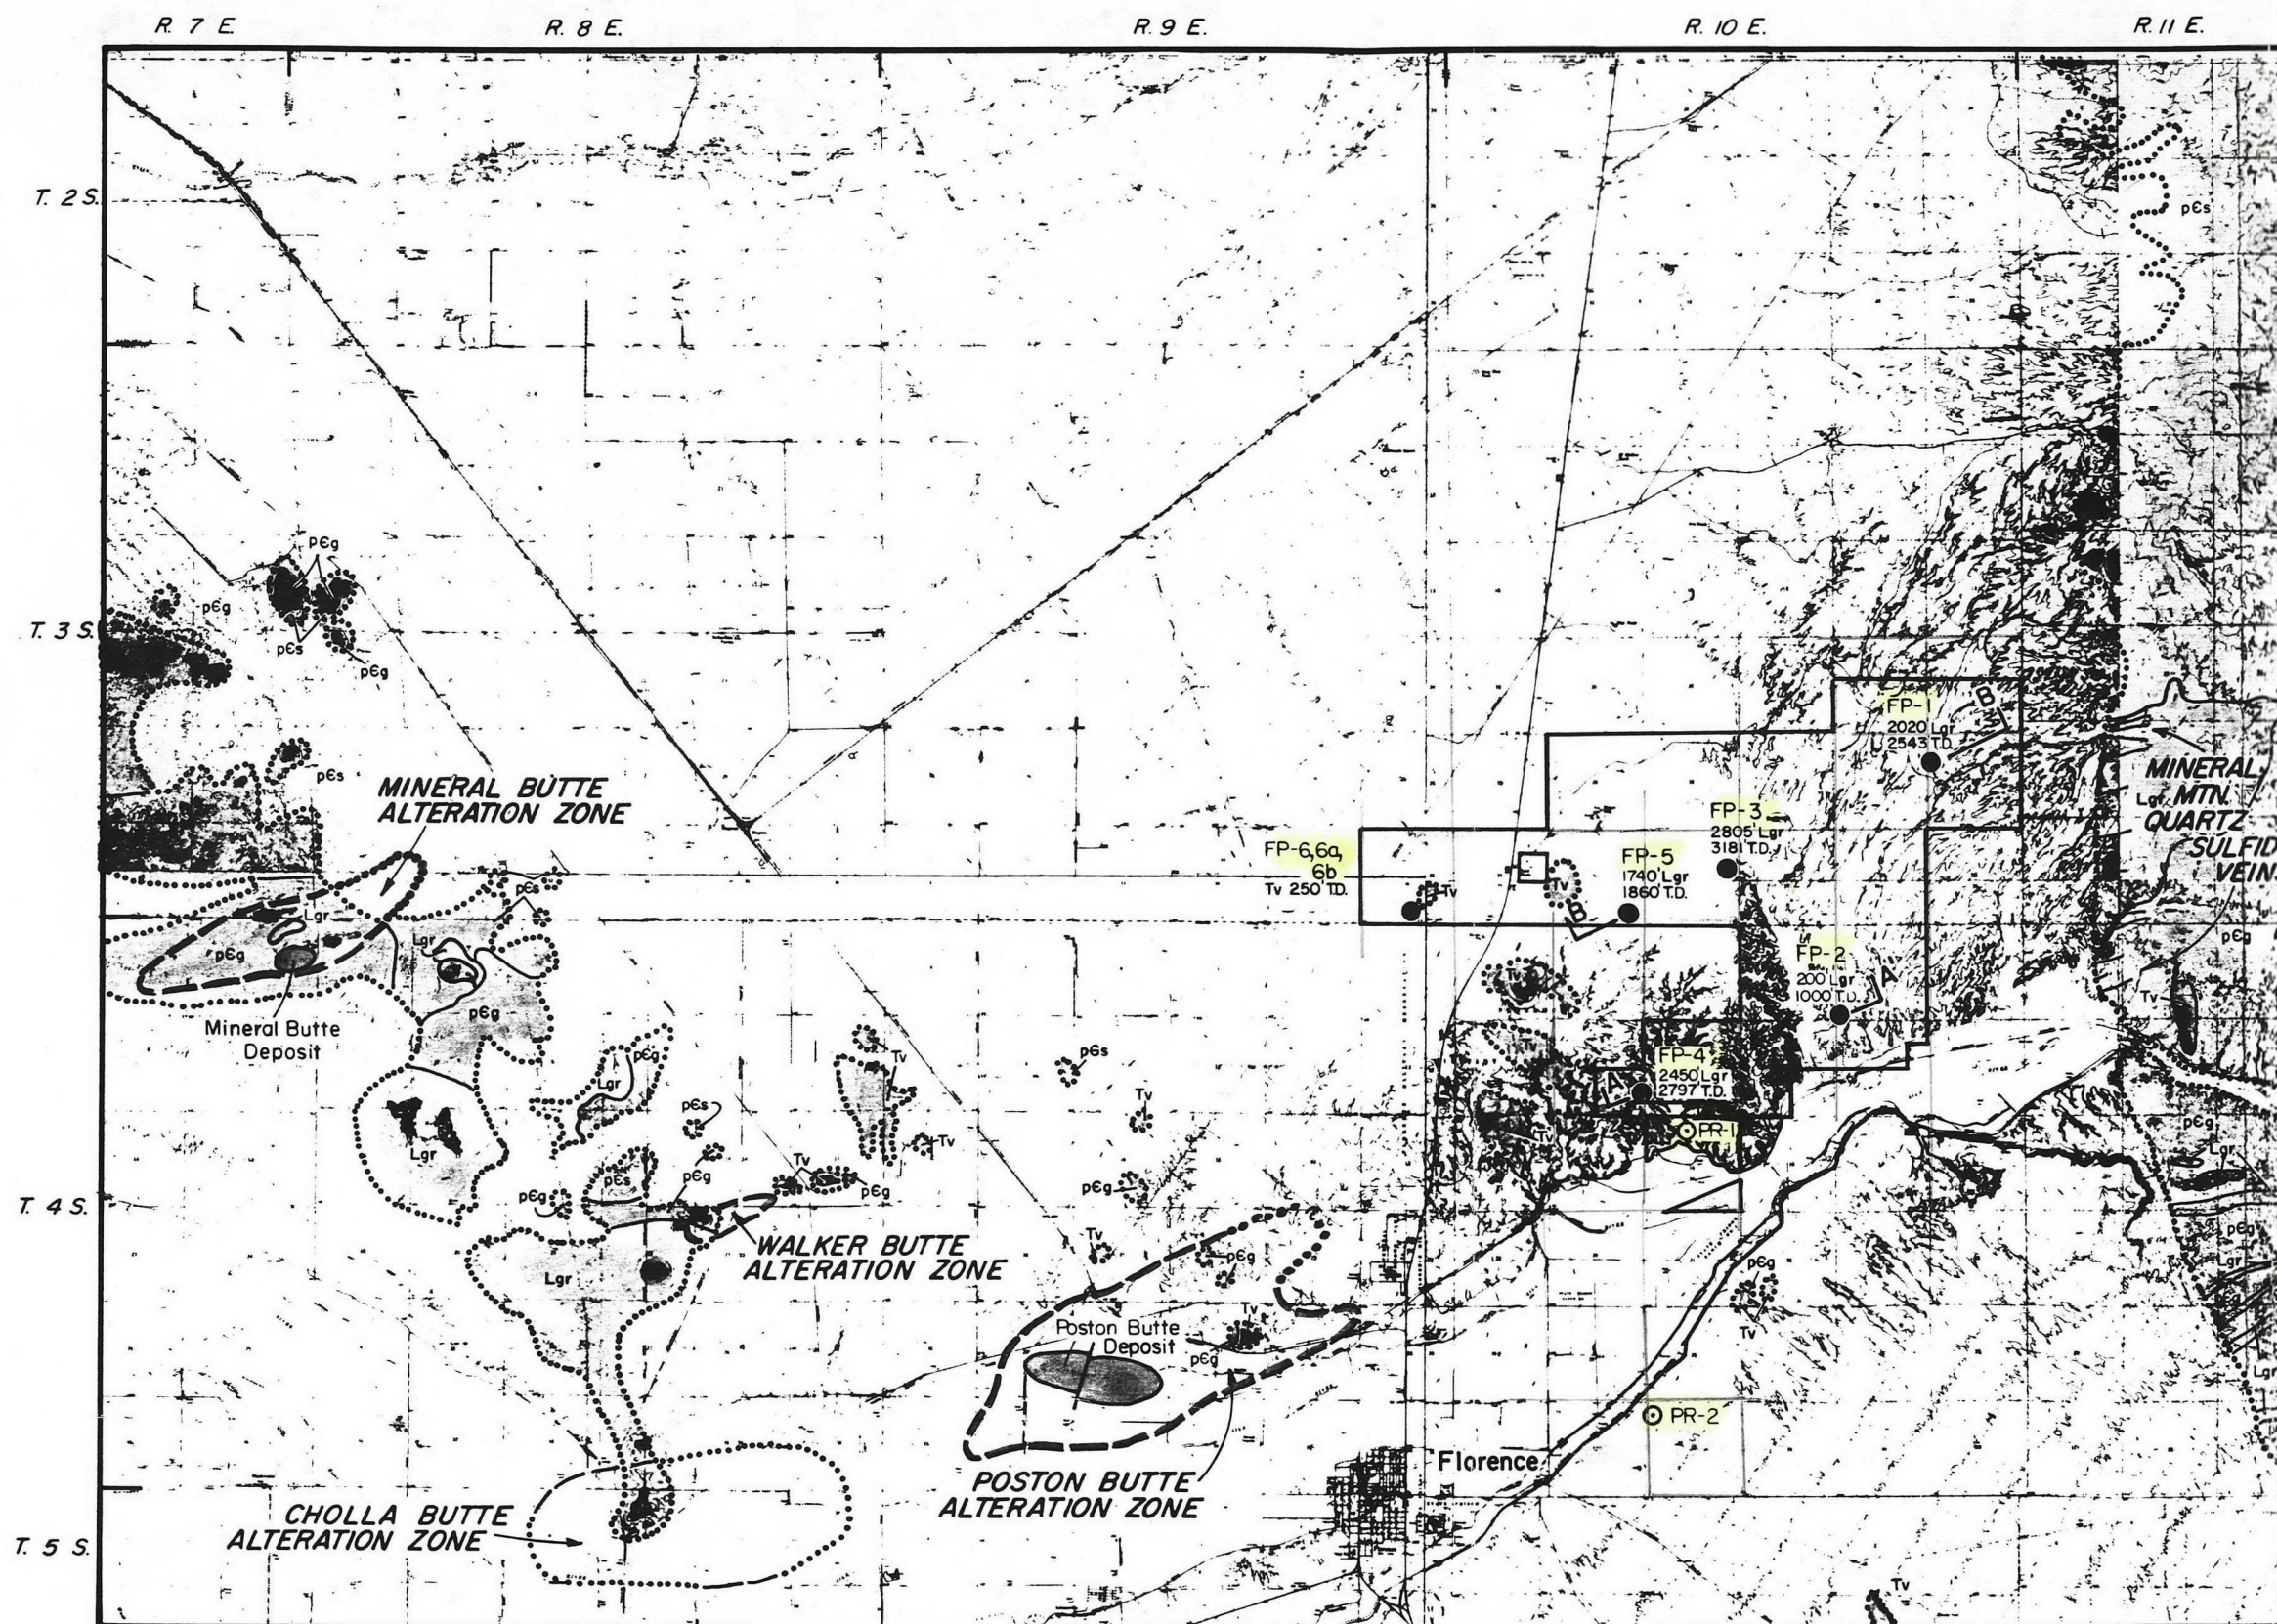 R. 7 E.
R. 8 E.
R. 9 E.
R. 10 E.
R. 11 E.
T. 2 S.
pЄs
pЄg
pЄg
T. 3 S.
pЄs
pЄg
pЄs
MINERAL BUTTE
ALTERATION ZONE
B
FP-1
2020 Lgr
2543 T.D.
MINERAL
Lgr MTN.
QUARTZ
SULFID
VEIN
FP-3
2805' Lgr
3181 T.D.
FP-6,6a,
6b
Tv 250' T.D.
FP-5
1740' Lgr
1860' T.D.
Tv
Tv
B
pЄs
Lgr
Lgr
pЄg
pЄg
FP-2
200' Lgr
1000' T.D.
A
pЄg
Tv
Tv
Mineral Butte
Deposit
pЄg
Lgr
Tv
pЄs
Tv
FP-4
2450' Lgr
2797' T.D.
A
Lgr
pЄs
Tv
Tv
Tv
PR-1
pЄg
Lgr
pЄs
pЄg
Tv
pЄg
pЄg
pЄg
T. 4 S.
WALKER BUTTE
ALTERATION ZONE
Tv
pЄg
pЄg
Lgr
Lgr
pЄg
Tv
Poston Butte
Deposit
Tv
pЄg
Lgr
PR-2
Florence
POSTON BUTTE
ALTERATION ZONE
CHOLLA BUTTE
ALTERATION ZONE
T. 5 S.
Tv